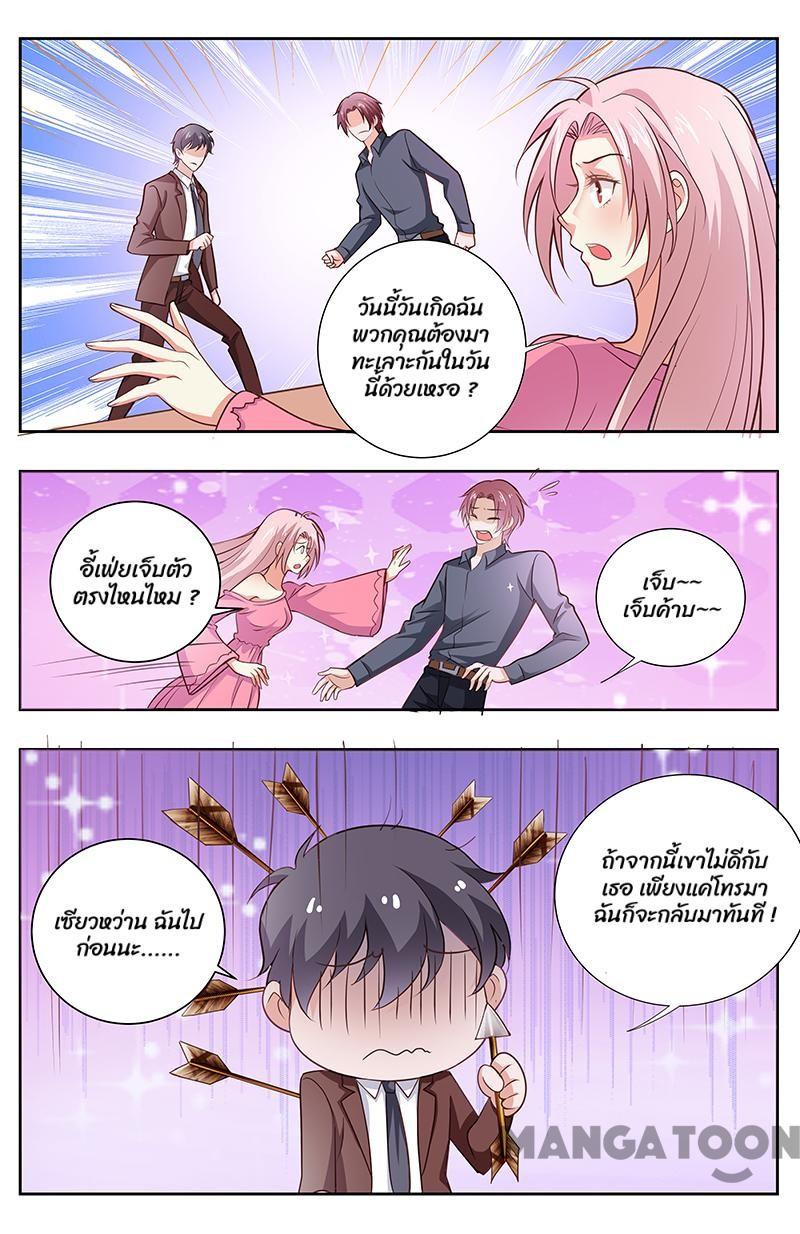 วันนี้วันเกิดฉัน
พวกคุณต้องมา
ทะเลาะกันในวัน
นี้ด้วยเหรอ ?
อี้เฟ่ยเจ็บตัว
ตรงไหนไหม ?
เจ็บ~~
เจ็บค้าบ~~
เซียวหว่าน ฉันไป
ก่อนนะ......
ถ้าจากนี้เขาไม่ดีกับ
เธอ เพียงแค่โทรมา
ฉันก็จะกลับมาทันที !
MANGATOON